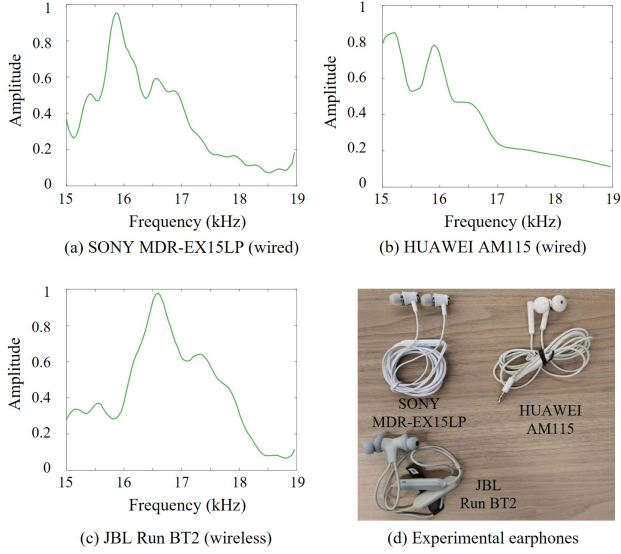 1
0.8
0.6
0.4
0.2
0
Amplitude
15 16 17 18 19
Frequency (kHz)
(a) SONY MDR-EX15LP (wired)
1
0.8
0.6
0.4
0.2
0
Amplitude
15 16 17 18 19
Frequency (kHz)
(b) HUAWEI AM115 (wired)
1
0.8
0.6
0.4
0.2
0
Amplitude
15 16 17 18 19
Frequency (kHz)
(c) JBL Run BT2 (wireless)
SONY
MDR-EX15LP
HUAWEI
AM115
JBL
Run BT2
(d) Experimental earphones